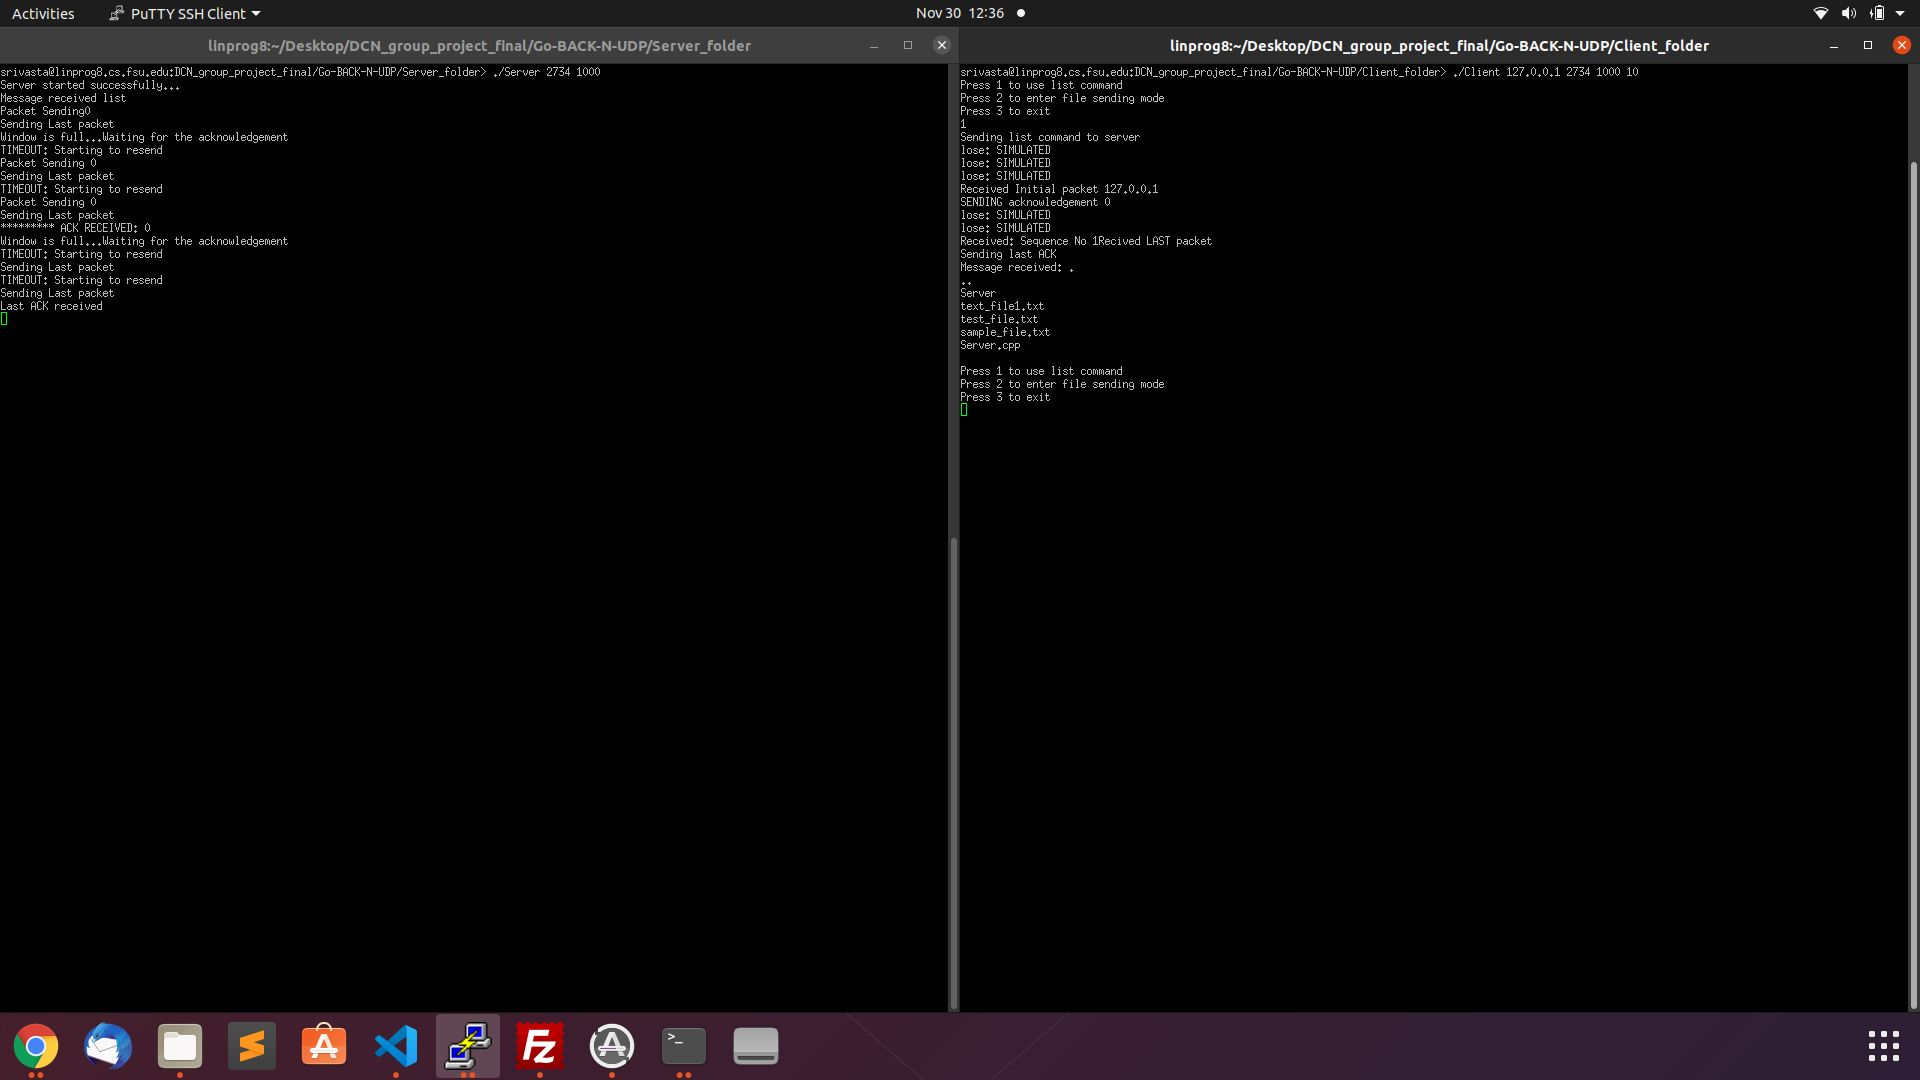 Activities
PuTTY SSH Client
Nov 30 12:36
linprog8:~/Desktop/DCN_group_project_final/Go-BACK-N-UDP/Server_folder
srivasta@linprog8.cs.fsu.edu:DCN_group_project_final/Go-BACK-N-UDP/Server_folder> ./Server 2734 1000
Server started successfully...
Message received list
Packet Sending0
Sending Last packet
Window is full...Waiting for the acknowledgement
TIMEOUT: Starting to resend
Packet Sending 0
Sending Last packet
TIMEOUT: Starting to resend
Packet Sending 0
Sending Last packet
********* ACK RECEIVED: 0
Window is full...Waiting for the acknowledgement
TIMEOUT: Starting to resend
Sending Last packet
TIMEOUT: Starting to resend
Sending Last packet
Last ACK received
linprog8:~/Desktop/DCN_group_project_final/Go-BACK-N-UDP/Client_folder
srivasta@linprog8.cs.fsu.edu:DCN_group_project_final/Go-BACK-N-UDP/Client_folder> ./Client 127.0.0.1 2734 1000 10
Press 1 to use list command
Press 2 to enter file sending mode
Press 3 to exit
1
Sending list command to server
lose: SIMULATED
lose: SIMULATED
lose: SIMULATED
Received Initial packet 127.0.0.1
SENDING acknowledgement 0
lose: SIMULATED
lose: SIMULATED
Received: Sequence No 1Recived LAST packet
Sending last ACK
Message received: .
..
Server
text_file1.txt
test_file.txt
sample_file.txt
Server.cpp
Press 1 to use list command
Press 2 to enter file sending mode
Press 3 to exit